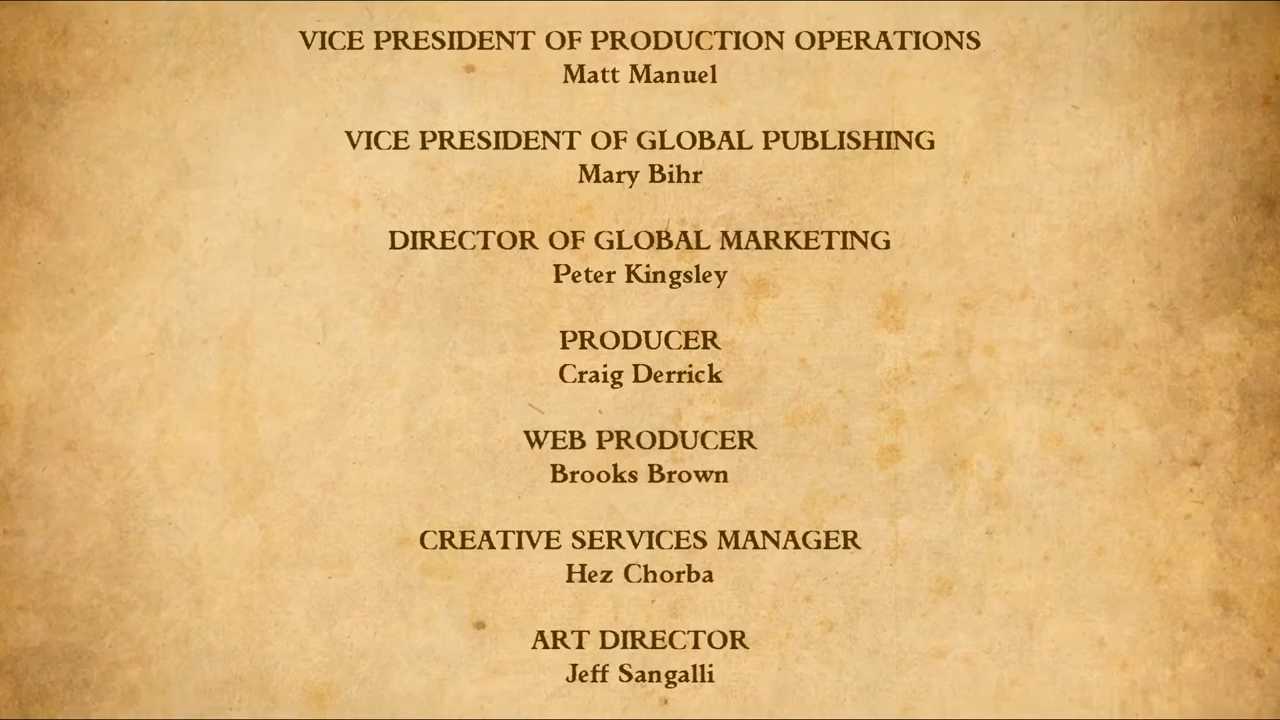 VICE PRESIDENT OF PRODUCTION OPERATIONS
Matt Manuel
VICE PRESIDENT OF GLOBAL PUBLISHING
Mary Bihr
DIRECTOR OF GLOBAL MARKETING
Peter Kingsley
PRODUCER
Craig Derrick
WEB PRODUCER
Brooks Brown
CREATIVE SERVICES MANAGER
Hez Chorba
ART DIRECTOR
Jeff Sangalli